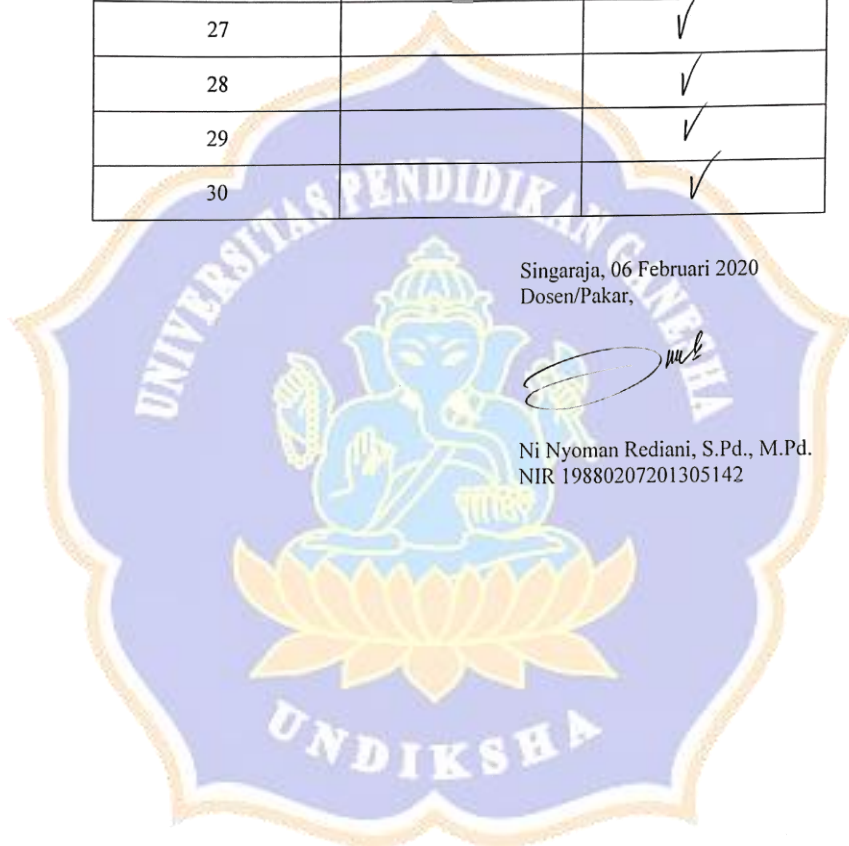 27 ✓
28 ✓
29 ✓
30 ✓
UNIVERSITAS PENDIDIKAN GANESHA
Singaraja, 06 Februari 2020
Dosen/Pakar,
Ni Nyoman Rediani, S.Pd., M.Pd.
NIR 19880207201305142
UNDIKSHA